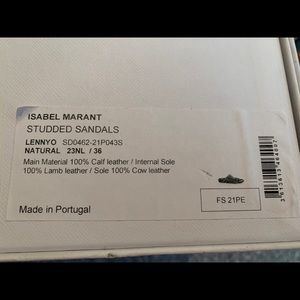 ISABEL MARANT
STUDDED SANDALS
LENNYO SD0462-21P043S
NATURAL 23NL / 36
Main Material 100% Calf leather / Internal Sole
100% Lamb leather / Sole 100% Cow leather
Made in Portugal
FS 21PE